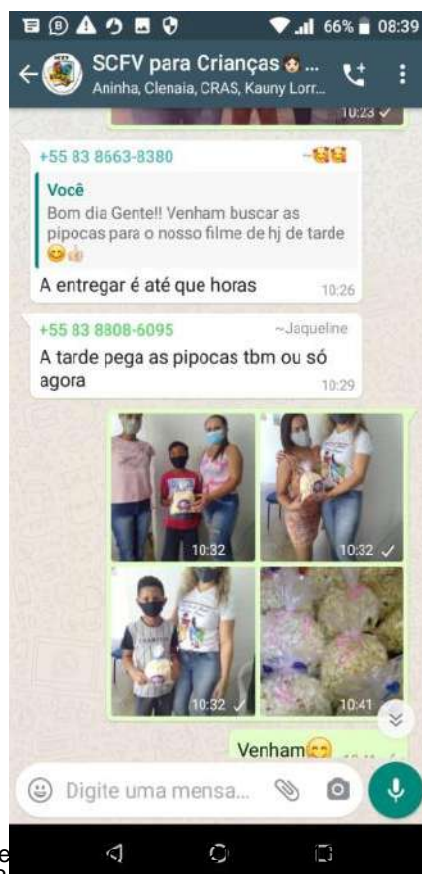 66% 08:39
SCFV para Crianças👩🏻...
Aninha, Clenaia, CRAS, Kauny Lorr...
10:23
+55 83 8663-8380 ~🥰🥰
Você
Bom dia Gente!! Venham buscar as
pipocas para o nosso filme de hj de tarde
😊👍🏻
A entregar é até que horas 10:26
+55 83 8808-6095 ~Jaqueline
A tarde pega as pipocas tbm ou só
agora 10:29
10:32 10:32
10:32 10:41
Venham😋
Digite uma mensa...